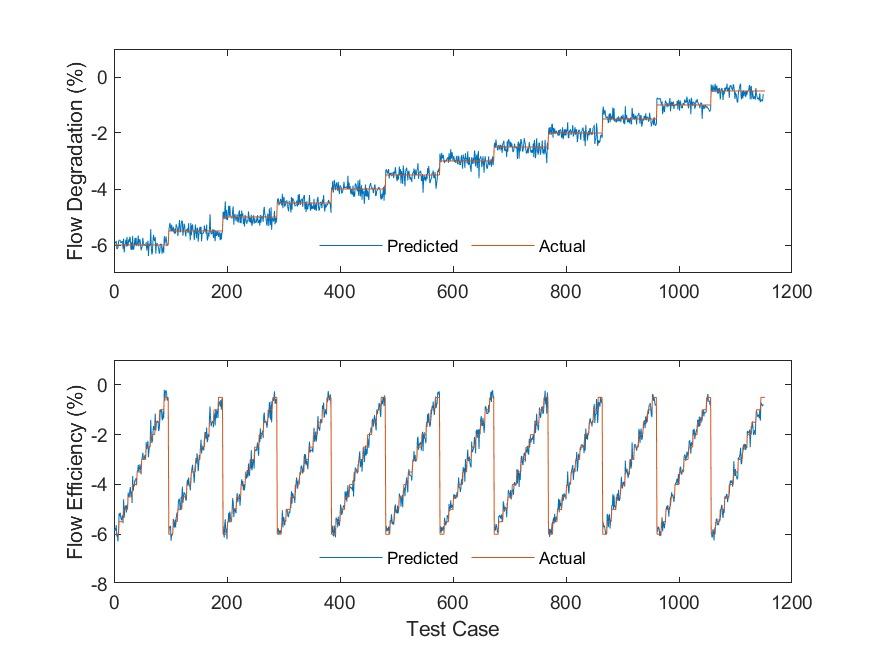 Flow Degradation (%)
0
-2
-4
-6
Predicted Actual
0 200 400 600 800 1000 1200
Flow Efficiency (%)
0
-2
-4
-6
-8
Predicted Actual
0 200 400 600 800 1000 1200
Test Case